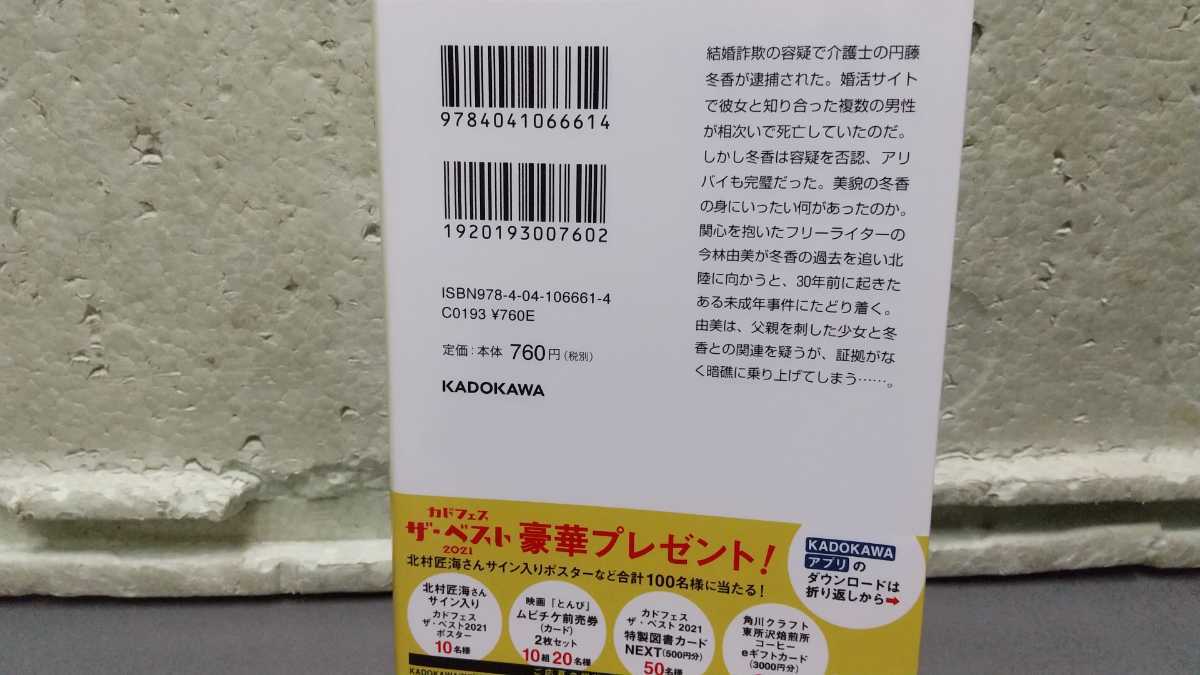 9784041066614
1920193007602
ISBN978-4-04-106661-4
C0193 ¥760E
定価：本体 760円（税別）
KADOKAWA
結婚詐欺の容疑で介護士の円藤
冬香が逮捕された。婚活サイト
で彼女と知り合った複数の男性
が相次いで死亡していたのだ。
しかし冬香は容疑を否認、アリ
バイも完璧だった。美貌の冬香
の身にいったい何があったのか。
関心を抱いたフリーライターの
今林由美が冬香の過去を追い北
陸に向かうと、30年前に起きた
ある未成年事件にたどり着く。
由美は、父親を刺した少女と冬
香との関連を疑うが、証拠がな
く暗礁に乗り上げてしまう……。
カドフェス
ザ・ベスト
2021
豪華プレゼント！
北村匠海さんサイン入りポスターなど合計100名様に当たる！
KADOKAWA
アプリの
ダウンロードは
折り返しから➡
北村匠海さん
サイン入り
カドフェス
ザ・ベスト2021
ポスター
10名様
映画『とんび』
ムビチケ前売券
（カード）
2枚セット
10組20名様
カドフェス
ザ・ベスト 2021
特製図書カード
NEXT（500円分）
50名様
角川クラフト
東所沢焙煎所
コーヒー
eギフトカード
（3000円分）